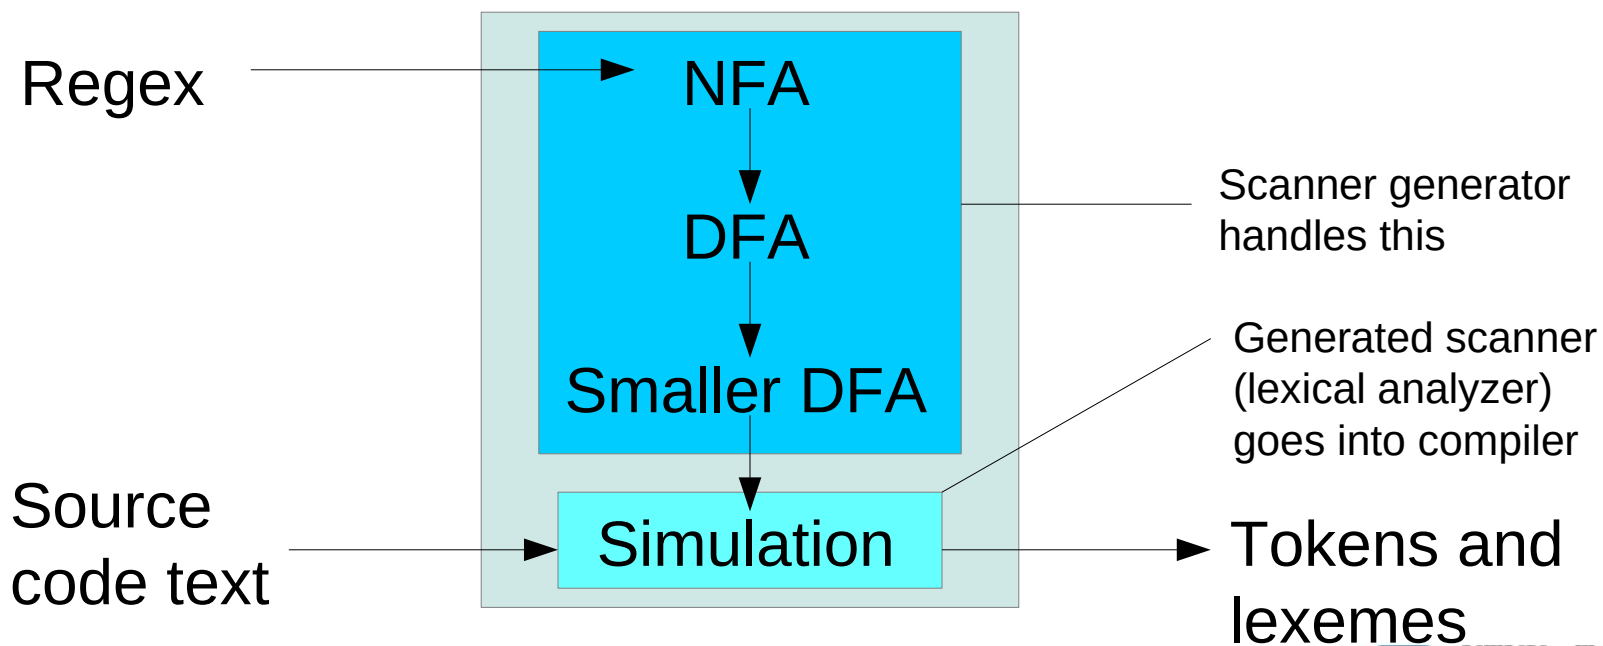 Regex
NFA
DFA
Smaller DFA
Scanner generator
handles this
Generated scanner
(lexical analyzer)
goes into compiler
Source
code text
Simulation
Tokens and
lexemes